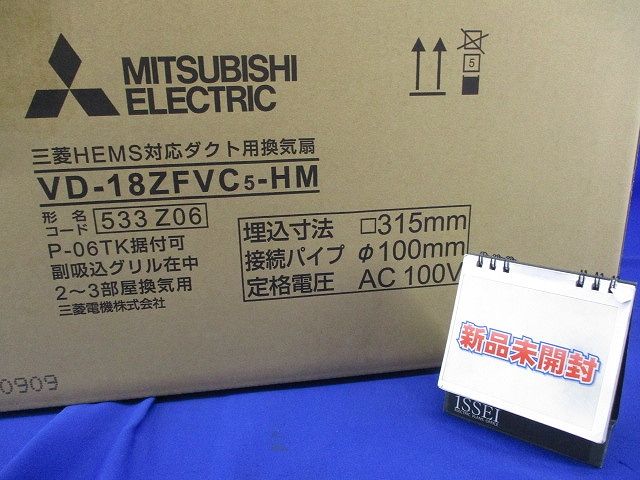 MITSUBISHI
ELECTRIC
5
三菱HEMS対応ダクト用換気扇
VD-18ZFVC5-HM
形名コード 533Z06
P-06TK据付可
副吸込グリル在中
2〜3部屋換気用
三菱電機株式会社
埋込寸法 □315mm
接続パイプ φ100mm
定格電圧 AC 100V
0909
新品未開封
ISSEI